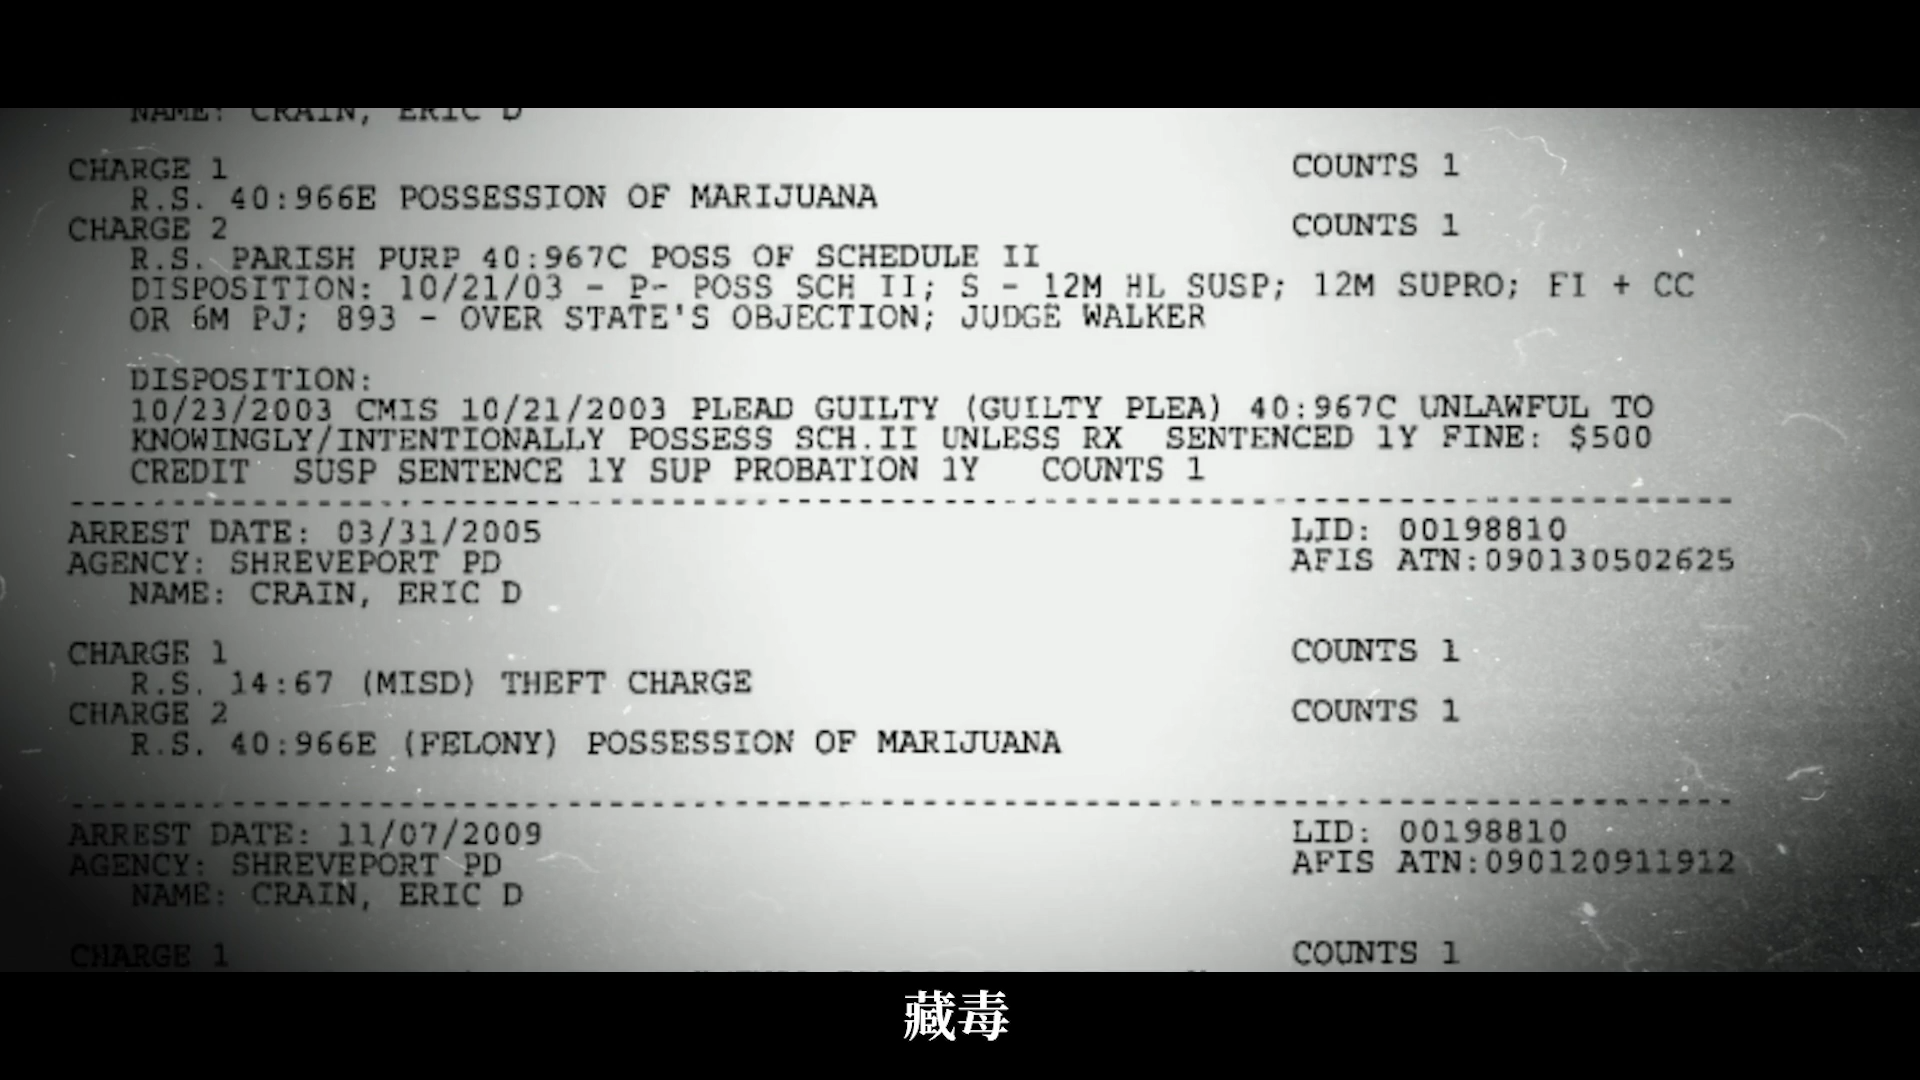 NAME: CRAIN, ERIC D
CHARGE 1 COUNTS 1
R.S. 40:966E POSSESSION OF MARIJUANA
CHARGE 2 COUNTS 1
R.S. PARISH PURP 40:967C POSS OF SCHEDULE II
DISPOSITION: 10/21/03 - P- POSS SCH II; S - 12M HL SUSP; 12M SUPRO; FI + CC
OR 6M PJ; 893 - OVER STATE'S OBJECTION; JUDGE WALKER
DISPOSITION:
10/23/2003 CMIS 10/21/2003 PLEAD GUILTY (GUILTY PLEA) 40:967C UNLAWFUL TO
KNOWINGLY/INTENTIONALLY POSSESS SCH.II UNLESS RX SENTENCED 1Y FINE: $500
CREDIT SUSP SENTENCE 1Y SUP PROBATION 1Y COUNTS 1
ARREST DATE: 03/31/2005 LID: 00198810
AGENCY: SHREVEPORT PD AFIS ATN:090130502625
NAME: CRAIN, ERIC D
CHARGE 1 COUNTS 1
R.S. 14:67 (MISD) THEFT CHARGE
CHARGE 2 COUNTS 1
R.S. 40:966E (FELONY) POSSESSION OF MARIJUANA
ARREST DATE: 11/07/2009 LID: 00198810
AGENCY: SHREVEPORT PD AFIS ATN:090120911912
NAME: CRAIN, ERIC D
CHARGE 1 COUNTS 1
藏毒